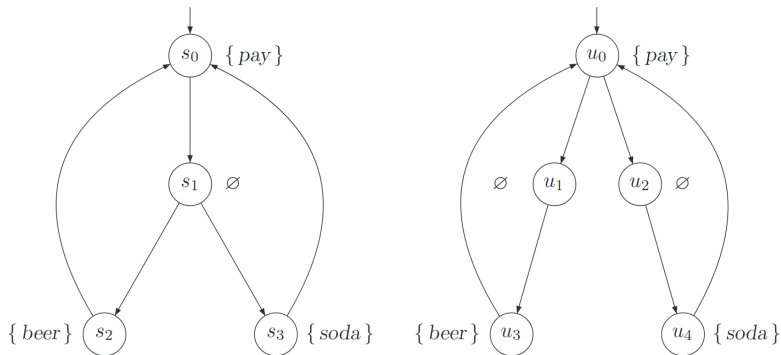 s0 { pay } u0 { pay }
s1 ∅ ∅ u1 u2 ∅
{ beer } s2 s3 { soda } { beer } u3 u4 { soda }